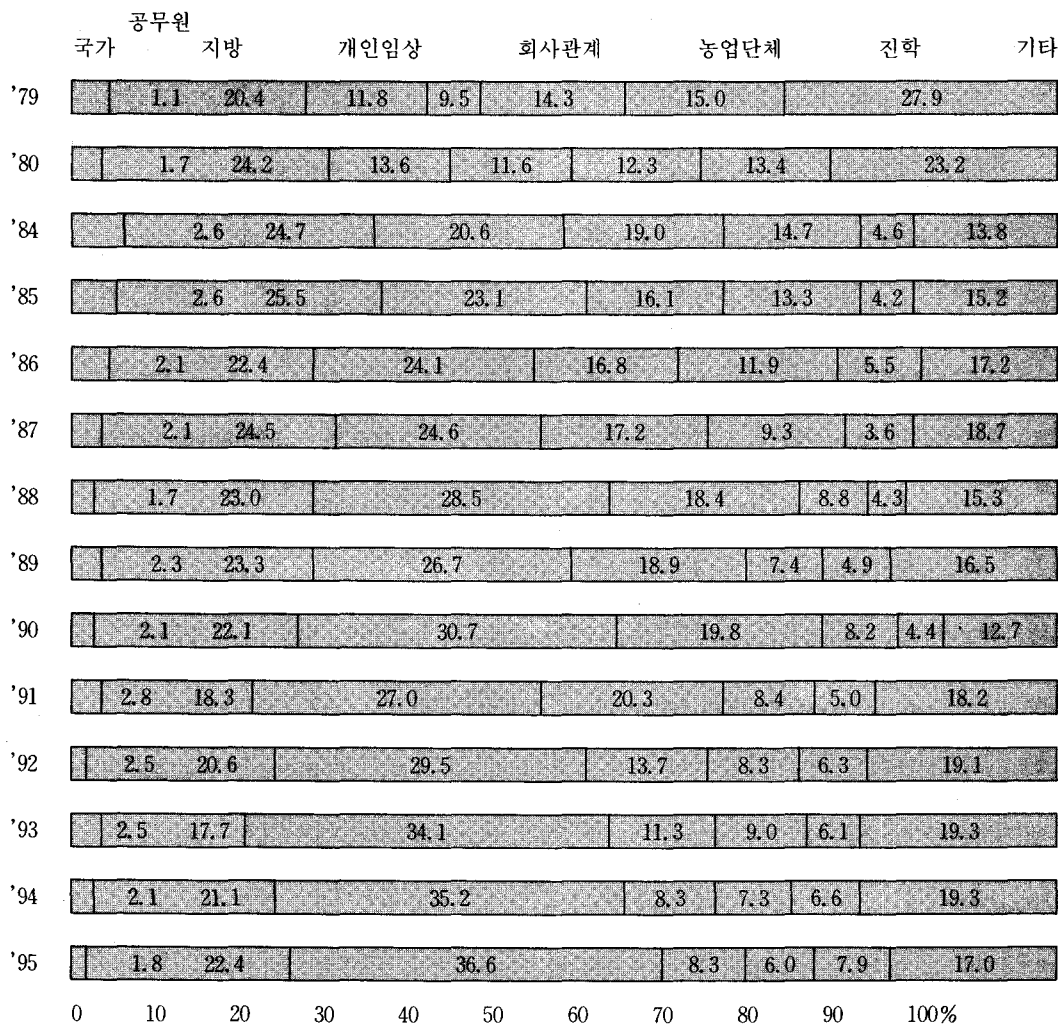 공무원
국가 지방 개인임상 회사관계 농업단체 진학 기타
'79 1.1 20.4 11.8 9.5 14.3 15.0 27.9
'80 1.7 24.2 13.6 11.6 12.3 13.4 23.2
'84 2.6 24.7 20.6 19.0 14.7 4.6 13.8
'85 2.6 25.5 23.1 16.1 13.3 4.2 15.2
'86 2.1 22.4 24.1 16.8 11.9 5.5 17.2
'87 2.1 24.5 24.6 17.2 9.3 3.6 18.7
'88 1.7 23.0 28.5 18.4 8.8 4.3 15.3
'89 2.3 23.3 26.7 18.9 7.4 4.9 16.5
'90 2.1 22.1 30.7 19.8 8.2 4.4 12.7
'91 2.8 18.3 27.0 20.3 8.4 5.0 18.2
'92 2.5 20.6 29.5 13.7 8.3 6.3 19.1
'93 2.5 17.7 34.1 11.3 9.0 6.1 19.3
'94 2.1 21.1 35.2 8.3 7.3 6.6 19.3
'95 1.8 22.4 36.6 8.3 6.0 7.9 17.0
0 10 20 30 40 50 60 70 80 90 100%